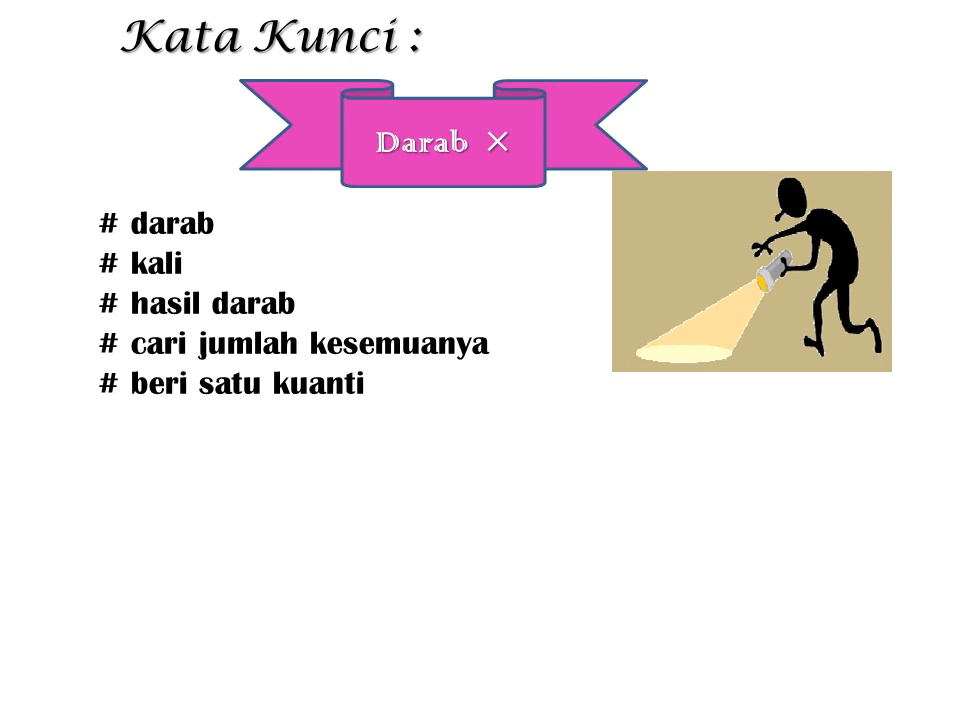 Kata Kunci :
Darab ×
# darab
# kali
# hasil darab
# cari jumlah kesemuanya
# beri satu kuanti